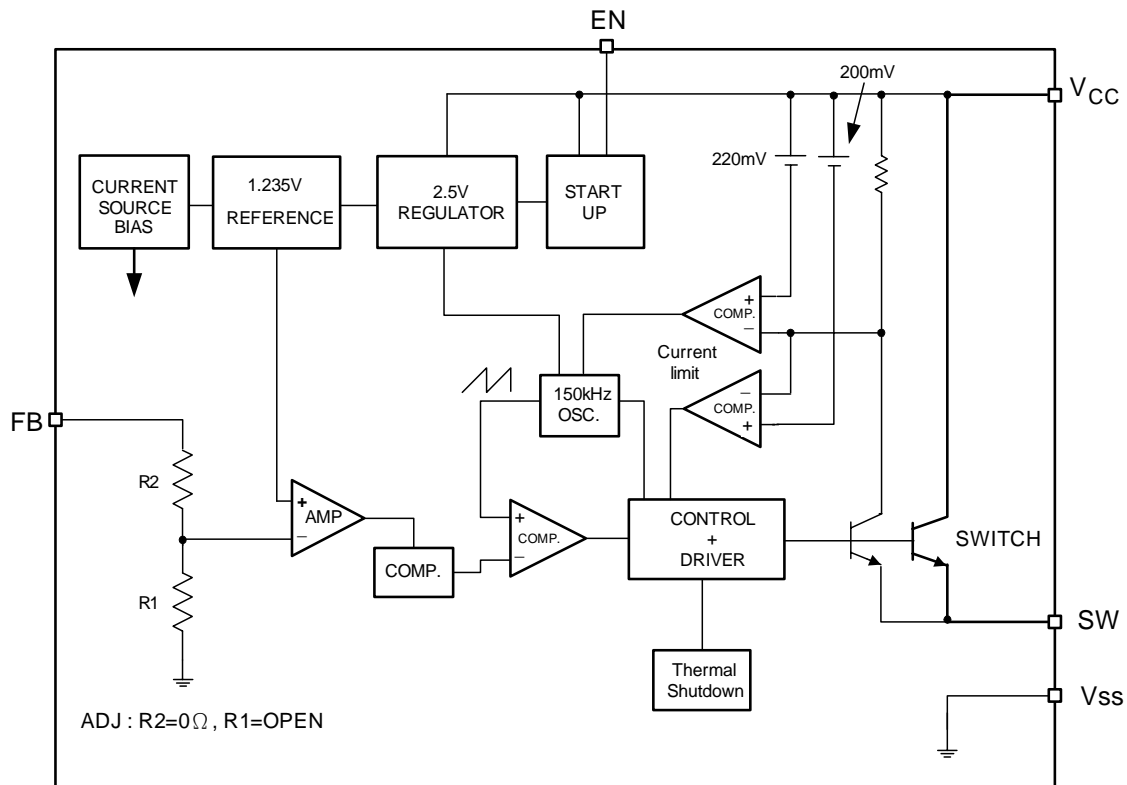 EN
200mV
VCC
220mV
CURRENT
SOURCE
BIAS
1.235V
REFERENCE
2.5V
REGULATOR
START
UP
+
COMP.
−
Current
limit
−
COMP.
+
150kHz
OSC.
FB
R2
+
AMP
−
COMP.
+
COMP.
−
CONTROL
+
DRIVER
SWITCH
R1
SW
Thermal
Shutdown
Vss
ADJ : R2=0Ω , R1=OPEN